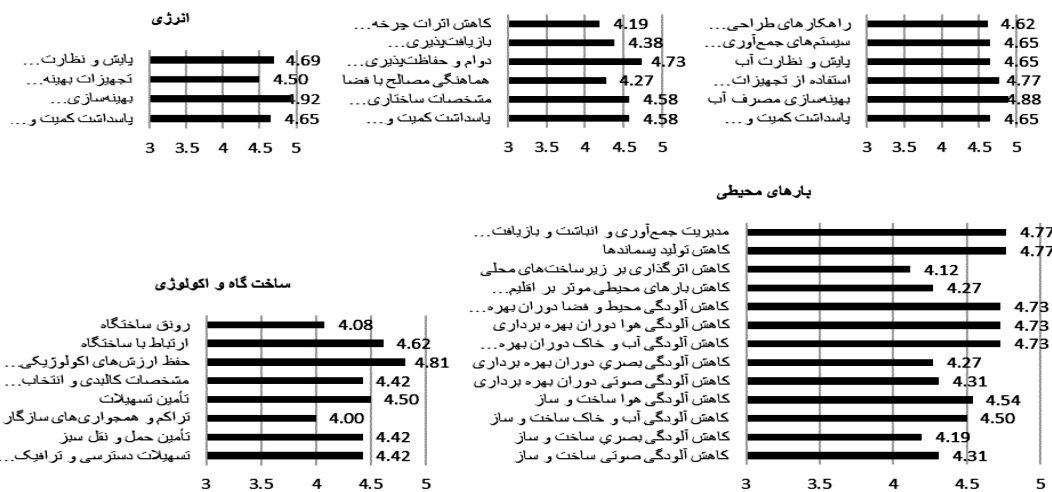 انرژی
پایش و نظارت... 4.69
تجهیزات بهینه... 4.50
بهینه‌سازی... 4.92
پاسداشت کمیت و... 4.65
3 3.5 4 4.5 5
کاهش اثرات چرخه... 4.19
بازیافت‌پذیری... 4.38
دوام و حفاظت‌پذیری... 4.73
هماهنگی مصالح با فضا 4.27
مشخصات ساختاری... 4.58
پاسداشت کمیت و... 4.58
3 3.5 4 4.5 5
راهکارهای طراحی... 4.62
سیستم‌های جمع‌آوری... 4.65
پایش و نظارت آب 4.65
استفاده از تجهیزات... 4.77
بهینه‌سازی مصرف آب 4.88
پاسداشت کمیت و... 4.65
3 3.5 4 4.5 5
بارهای محیطی
مدیریت جمع‌آوری و انباشت و بازیافت... 4.77
کاهش تولید پسماندها 4.77
کاهش اثرگذاری بر زیرساخت‌های محلی 4.12
کاهش بارهای محیطی موثر بر اقلیم... 4.27
کاهش آلودگی محیط و فضا دوران بهره... 4.73
کاهش آلودگی هوا دوران بهره برداری 4.73
کاهش آلودگی آب و خاک دوران بهره... 4.73
کاهش آلودگی بصری دوران بهره برداری 4.27
کاهش آلودگی صوتی دوران بهره برداری 4.31
کاهش آلودگی هوا ساخت و ساز 4.54
کاهش آلودگی آب و خاک ساخت و ساز 4.50
کاهش آلودگی بصری ساخت و ساز 4.19
کاهش آلودگی صوتی ساخت و ساز 4.31
3 3.5 4 4.5 5
ساخت گاه و اکولوژی
رونق ساختگاه 4.08
ارتباط با ساختگاه 4.62
حفظ ارزش‌های اکولوژیکی... 4.81
مشخصات کالبدی و انتخاب... 4.42
تأمین تسهیلات 4.50
تراکم و همجواری‌های سازگار 4.00
تأمین حمل و نقل سبز 4.42
تسهیلات دسترسی و ترافیک... 4.42
3 3.5 4 4.5 5